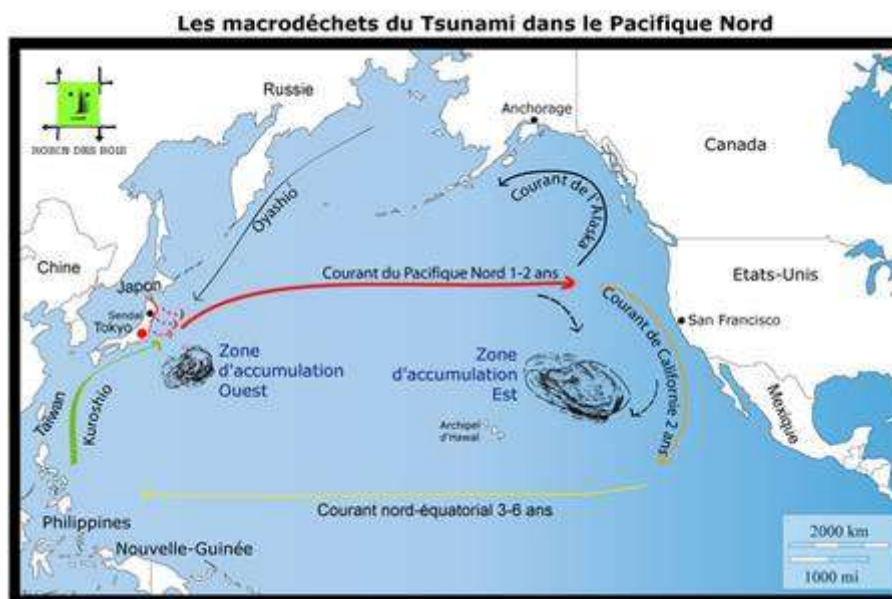 Les macrodéchets du Tsunami dans le Pacifique Nord
Russie
Anchorage
Canada
Oyashio
Courant de l'Alaska
Chine
Japon
Sendai
Tokyo
Courant du Pacifique Nord 1-2 ans
Etats-Unis
San Francisco
Zone
d'accumulation
Ouest
Zone
d'accumulation
Est
Courant de Californie 2 ans
Mexique
Taiwan
Kuroshio
Archipel
d'Hawaï
Courant nord-équatorial 3-6 ans
Philippines
Nouvelle-Guinée
2000 km
1000 mi